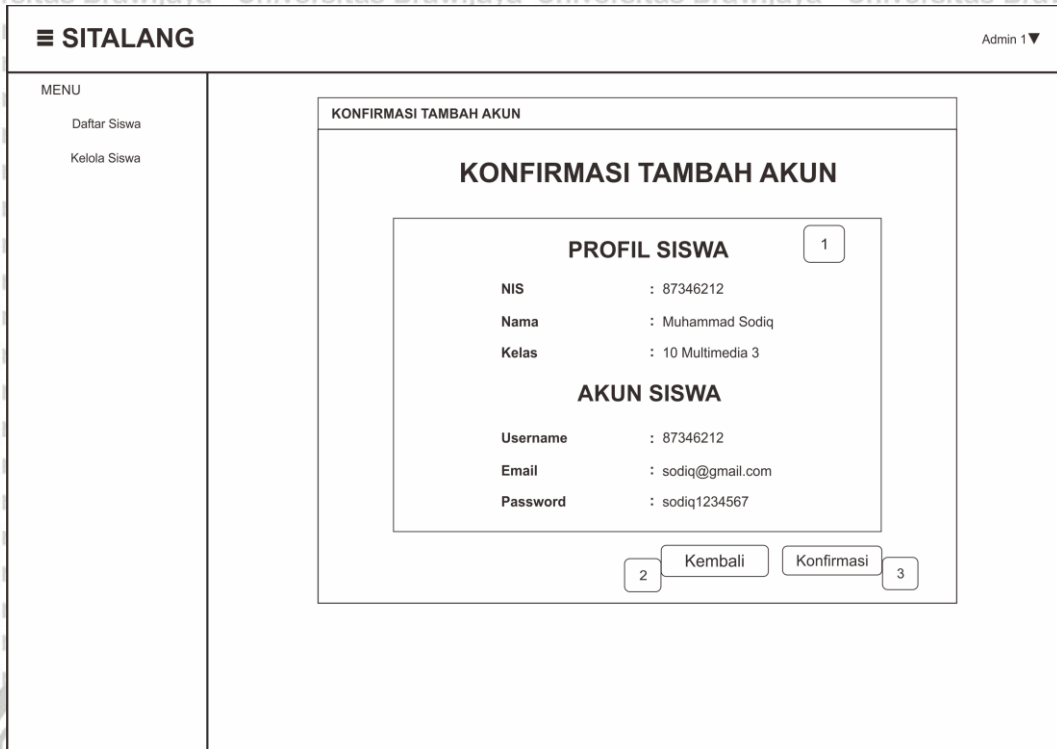 ≡ SITALANG
Admin 1▼
MENU
Daftar Siswa
Kelola Siswa
KONFIRMASI TAMBAH AKUN
KONFIRMASI TAMBAH AKUN
PROFIL SISWA
1
NIS : 87346212
Nama : Muhammad Sodiq
Kelas : 10 Multimedia 3
AKUN SISWA
Username : 87346212
Email : sodiq@gmail.com
Password : sodiq1234567
2
Kembali
Konfirmasi
3